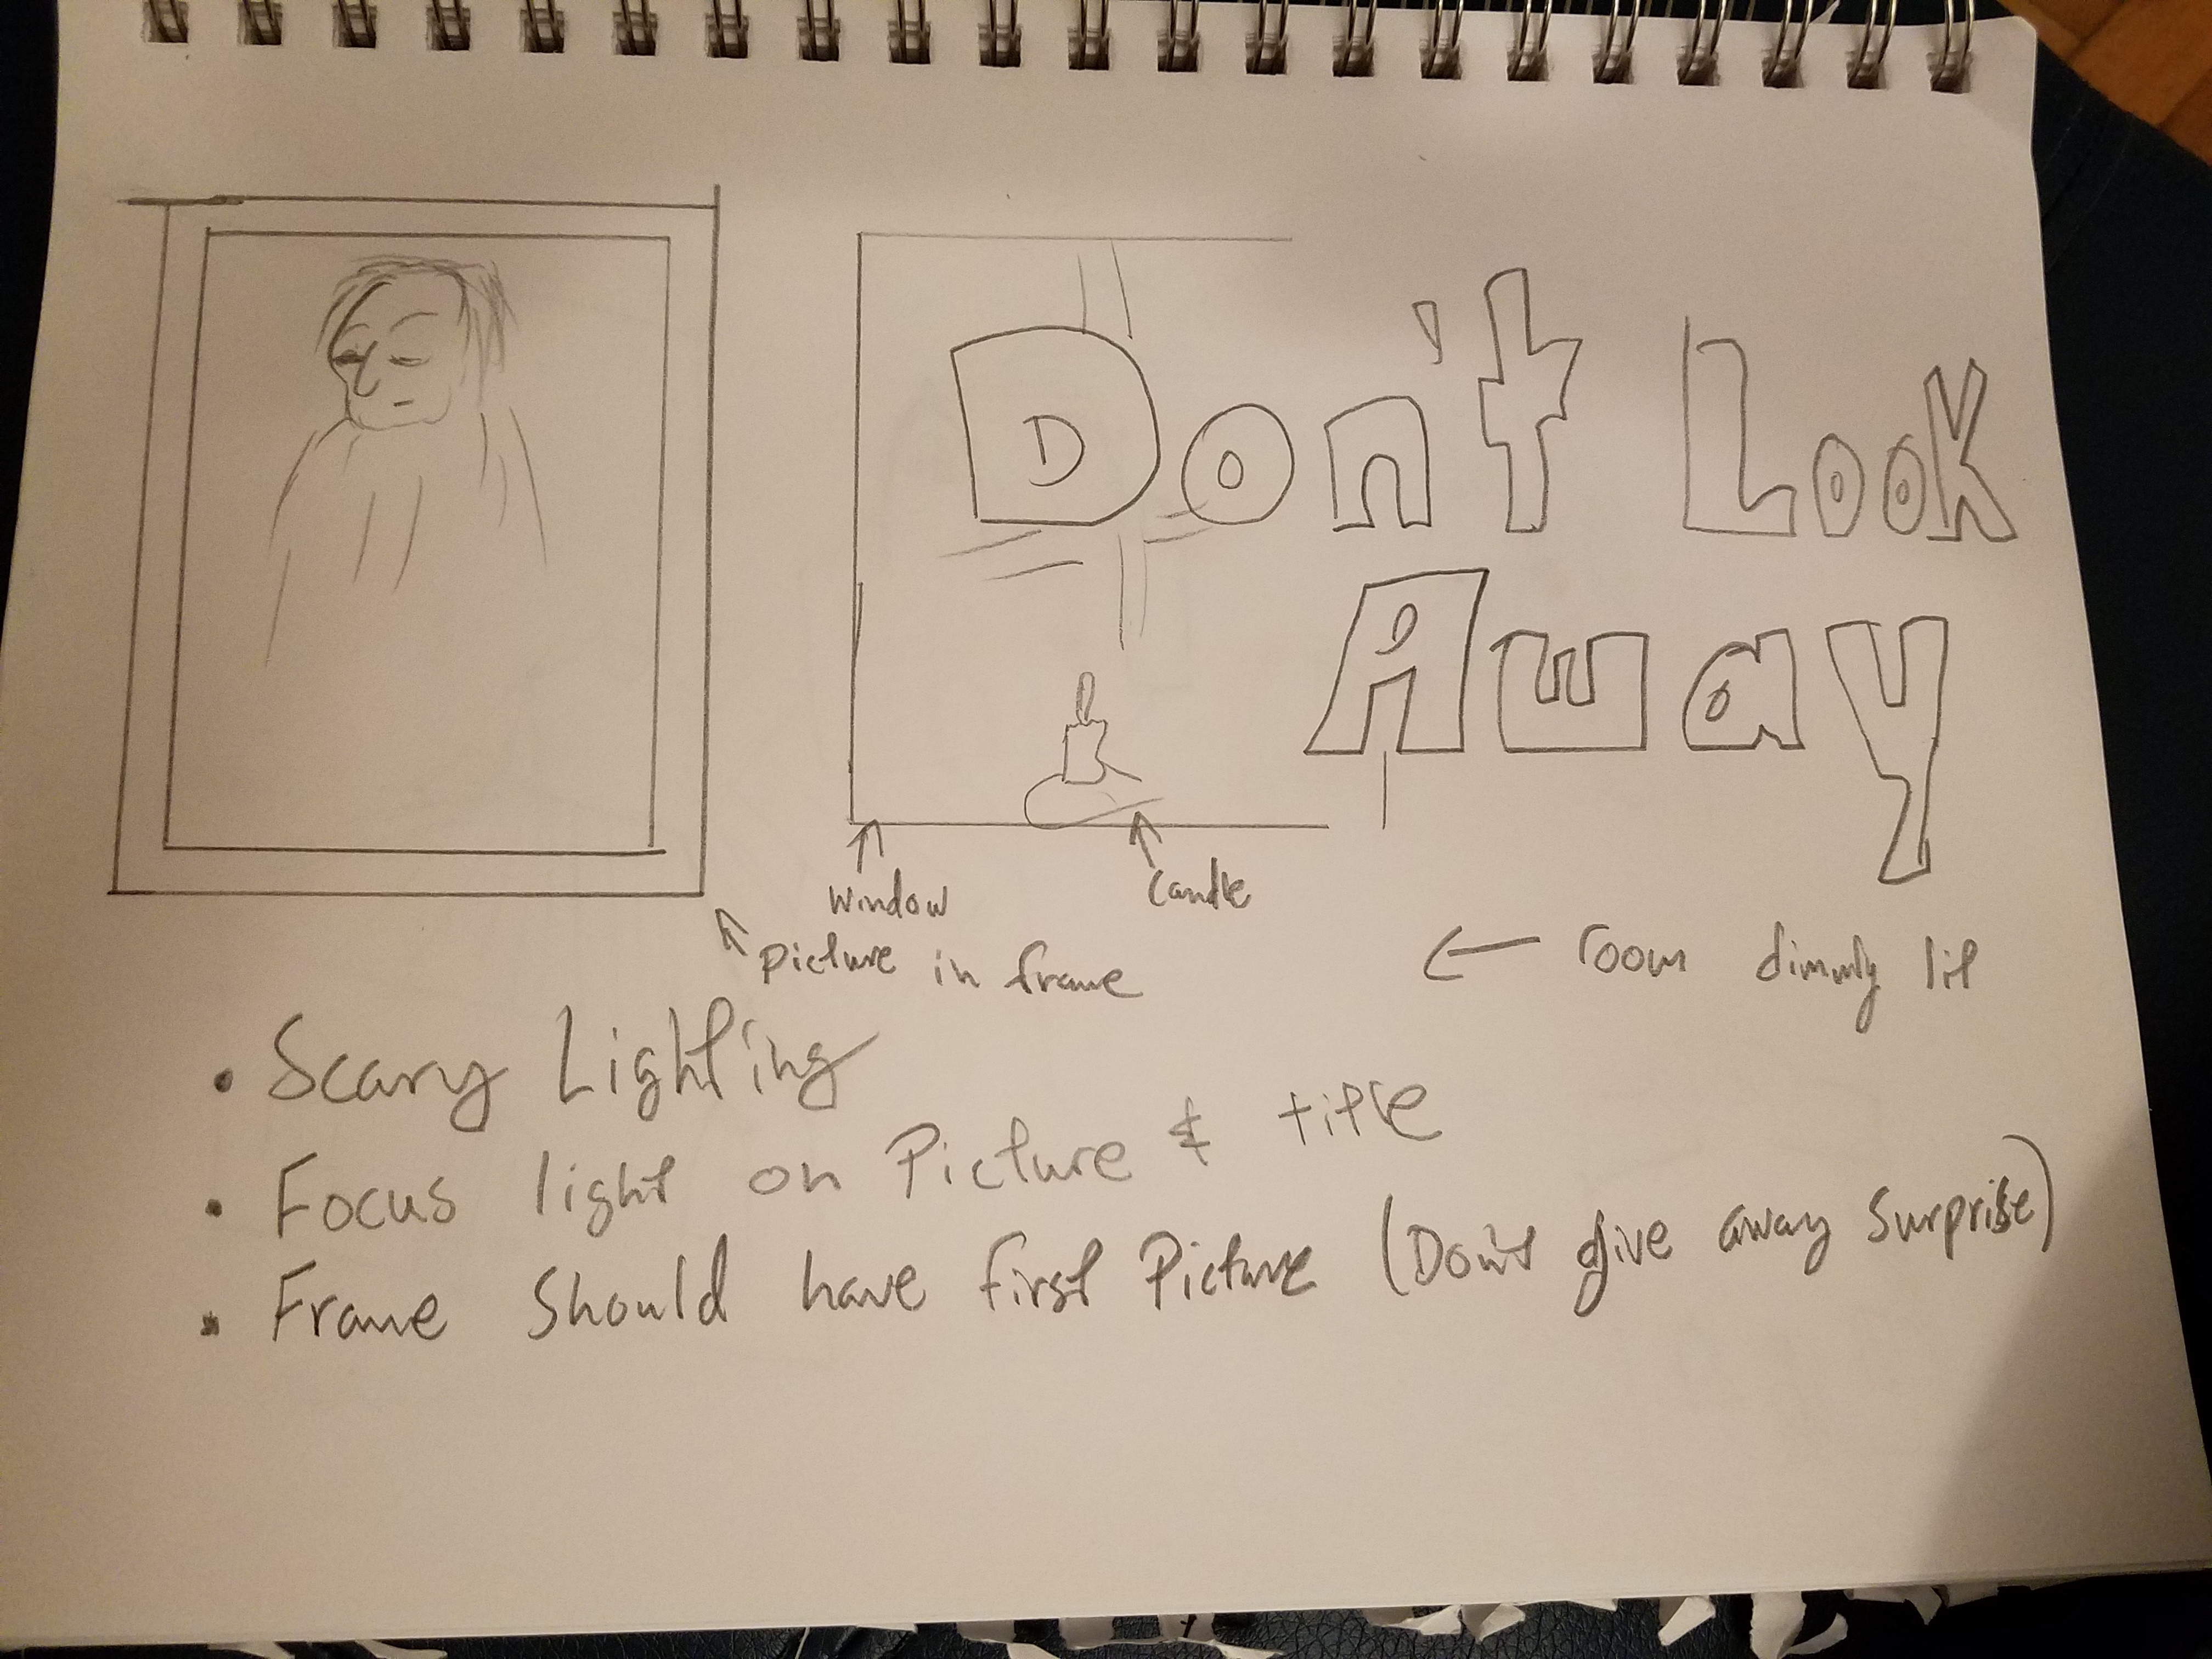 Don't Look
Away
window
candle
picture in frame
room dimmly lit
• Scary Lighting
• Focus light on Picture & title
• Frame Should have first Picture (Don't give away surprise)